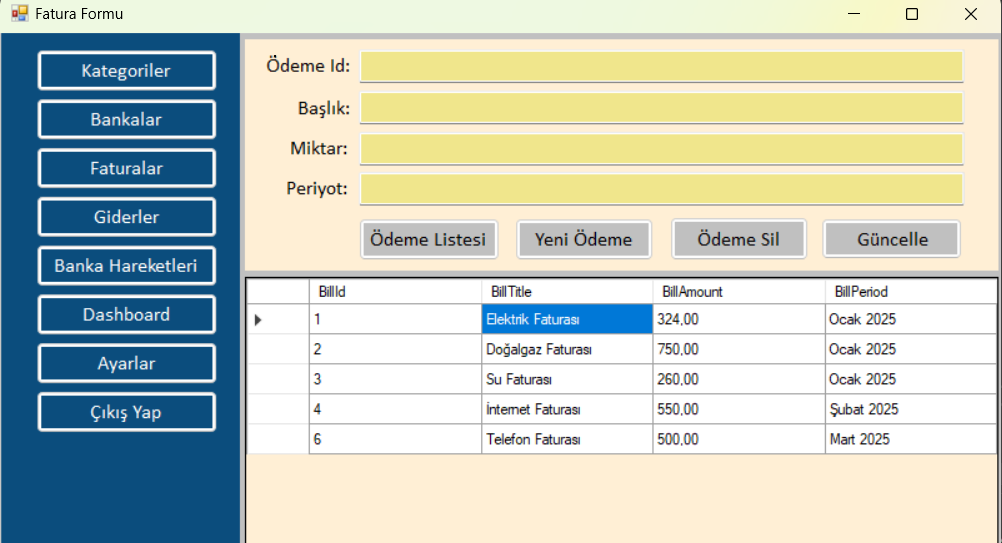 Fatura Formu
Kategoriler
Bankalar
Faturalar
Giderler
Banka Hareketleri
Dashboard
Ayarlar
Çıkış Yap
Ödeme Id:
Başlık:
Miktar:
Periyot:
Ödeme Listesi Yeni Ödeme Ödeme Sil Güncelle
BillId BillTitle BillAmount BillPeriod
1 Elektrik Faturası 324,00 Ocak 2025
2 Doğalgaz Faturası 750,00 Ocak 2025
3 Su Faturası 260,00 Ocak 2025
4 İnternet Faturası 550,00 Şubat 2025
6 Telefon Faturası 500,00 Mart 2025